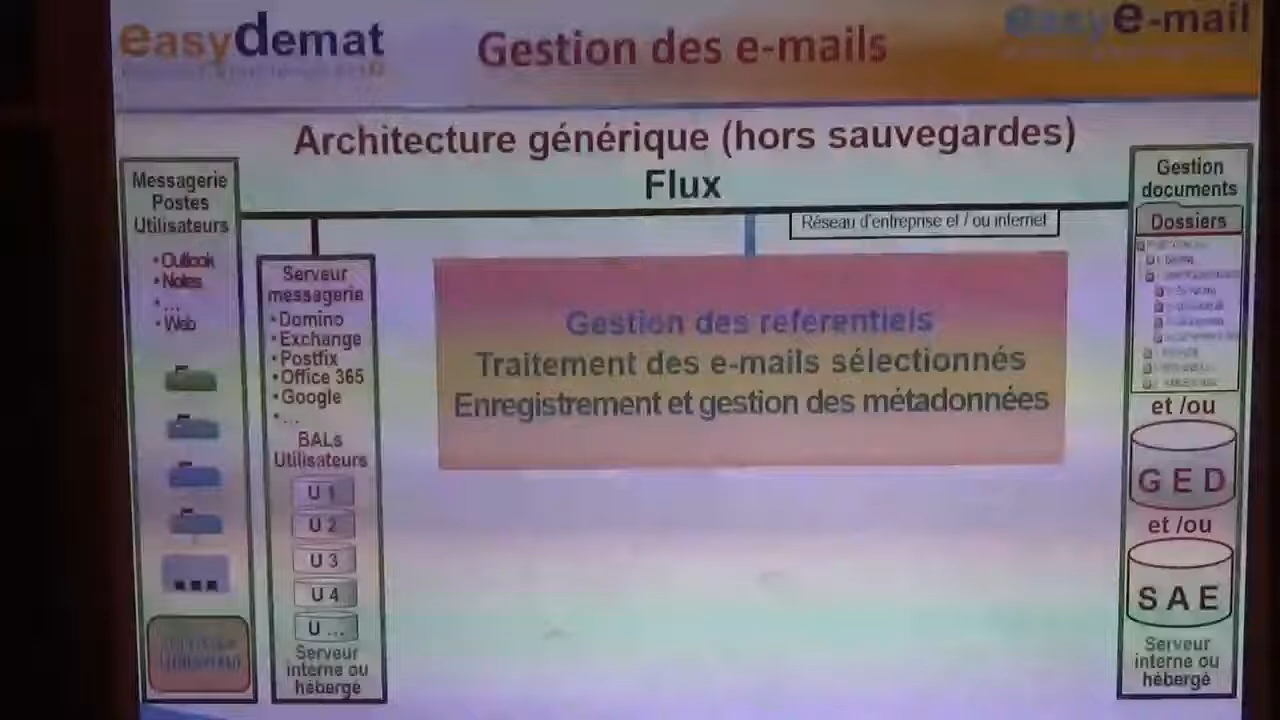 easydemat
Gestion des e-mails
easy e-mail
Architecture générique (hors sauvegardes)
Flux
Réseau d'entreprise et / ou internet
Messagerie
Postes
Utilisateurs
• Outlook
• Notes
• ...
• Web
Serveur
messagerie
• Domino
• Exchange
• Postfix
• Office 365
• Google
• ...
BALs
Utilisateurs
U 1
U 2
U 3
U 4
U ...
Serveur
interne ou
hébergé
Gestion des referentiels
Traitement des e-mails sélectionnés
Enregistrement et gestion des métadonnées
Gestion
documents
Dossiers
et /ou
G E D
et /ou
S A E
Serveur
interne ou
hébergé